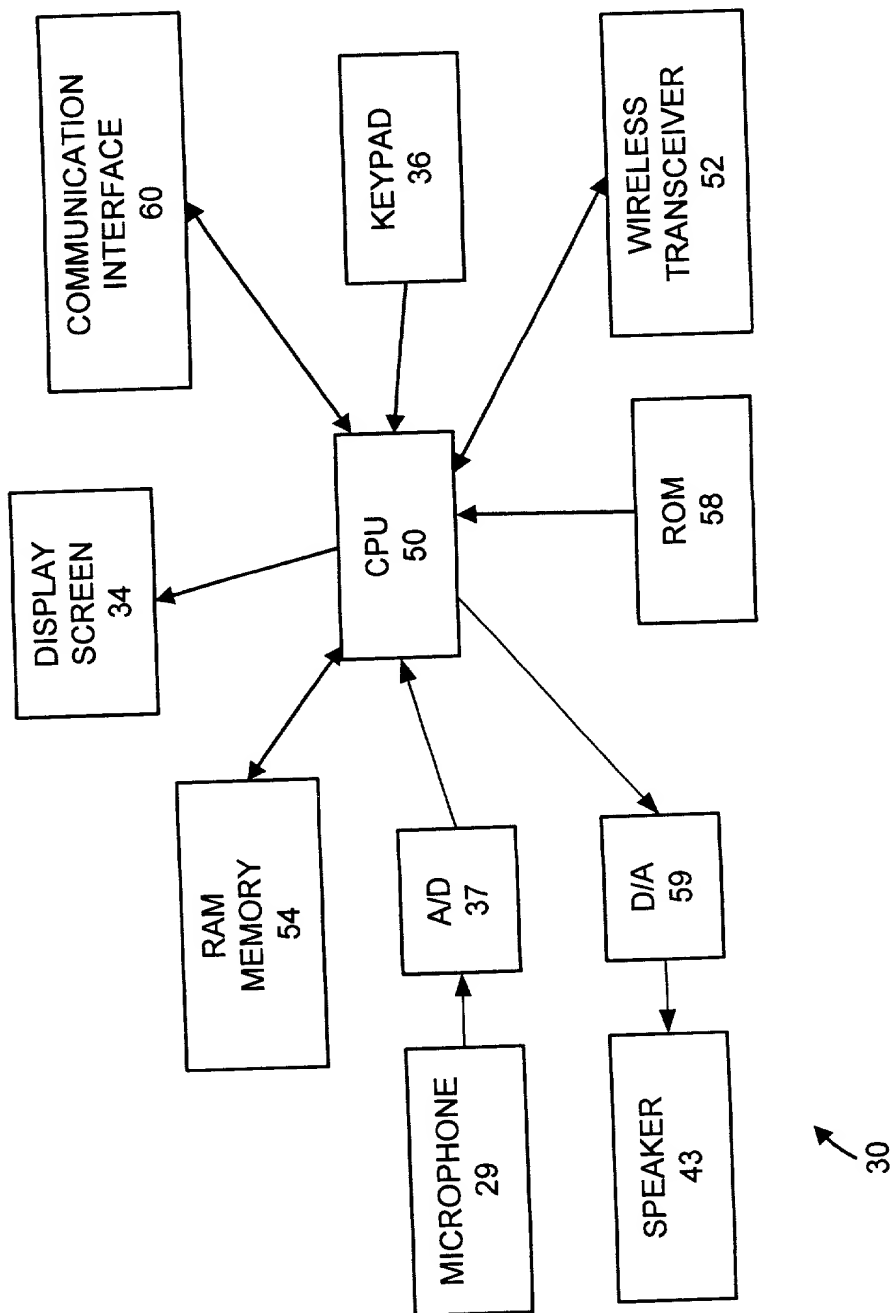 DISPLAY
SCREEN
34
COMMUNICATION
INTERFACE
60
RAM
MEMORY
54
MICROPHONE
29
A/D
37
CPU
50
KEYPAD
36
SPEAKER
43
D/A
59
ROM
58
WIRELESS
TRANSCEIVER
52
30